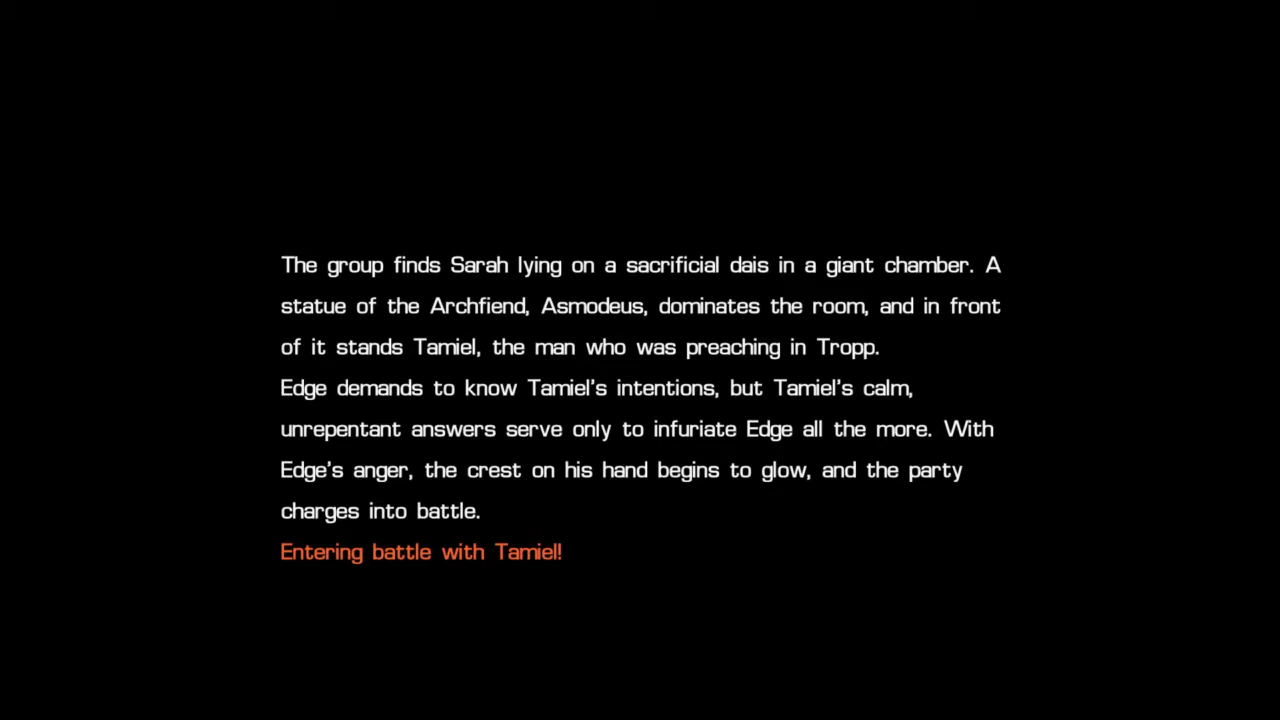 The group finds Sarah lying on a sacrificial dais in a giant chamber. A
statue of the Archfiend, Asmodeus, dominates the room, and in front
of it stands Tamiel, the man who was preaching in Tropp.
Edge demands to know Tamiel's intentions, but Tamiel's calm,
unrepentant answers serve only to infuriate Edge all the more. With
Edge's anger, the crest on his hand begins to glow, and the party
charges into battle.
Entering battle with Tamiel!